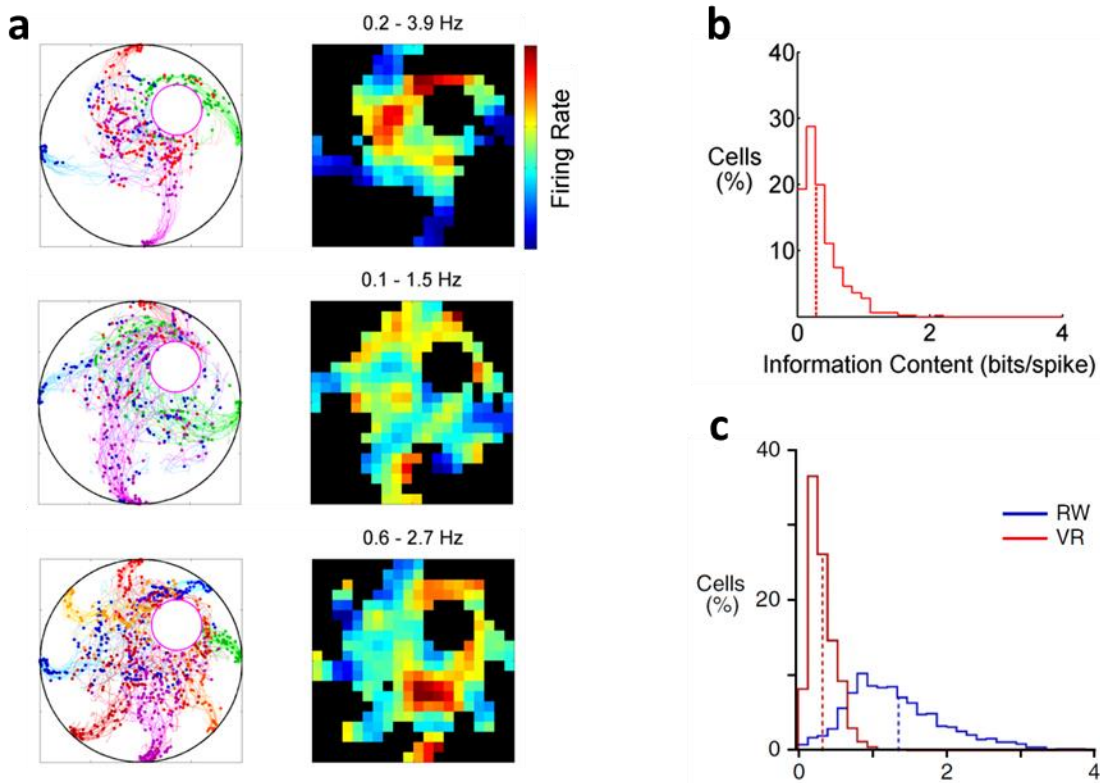 a
0.2 - 3.9 Hz
Firing Rate
0.1 - 1.5 Hz
0.6 - 2.7 Hz
b
40
30
Cells
(%)
20
10
0
2
4
Information Content (bits/spike)
c
40
RW
VR
Cells
(%)
20
0
0
2
4